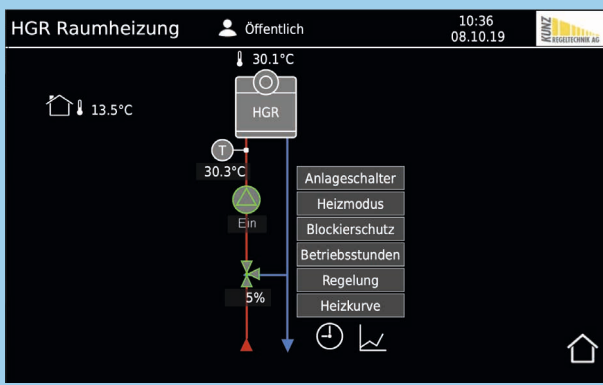 HGR Raumheizung
Öffentlich
10:36
08.10.19
KUNZ
REGELTECHNIK AG
30.1°C
13.5°C
HGR
T
30.3°C
Ein
5%
Anlageschalter
Heizmodus
Blockierschutz
Betriebsstunden
Regelung
Heizkurve